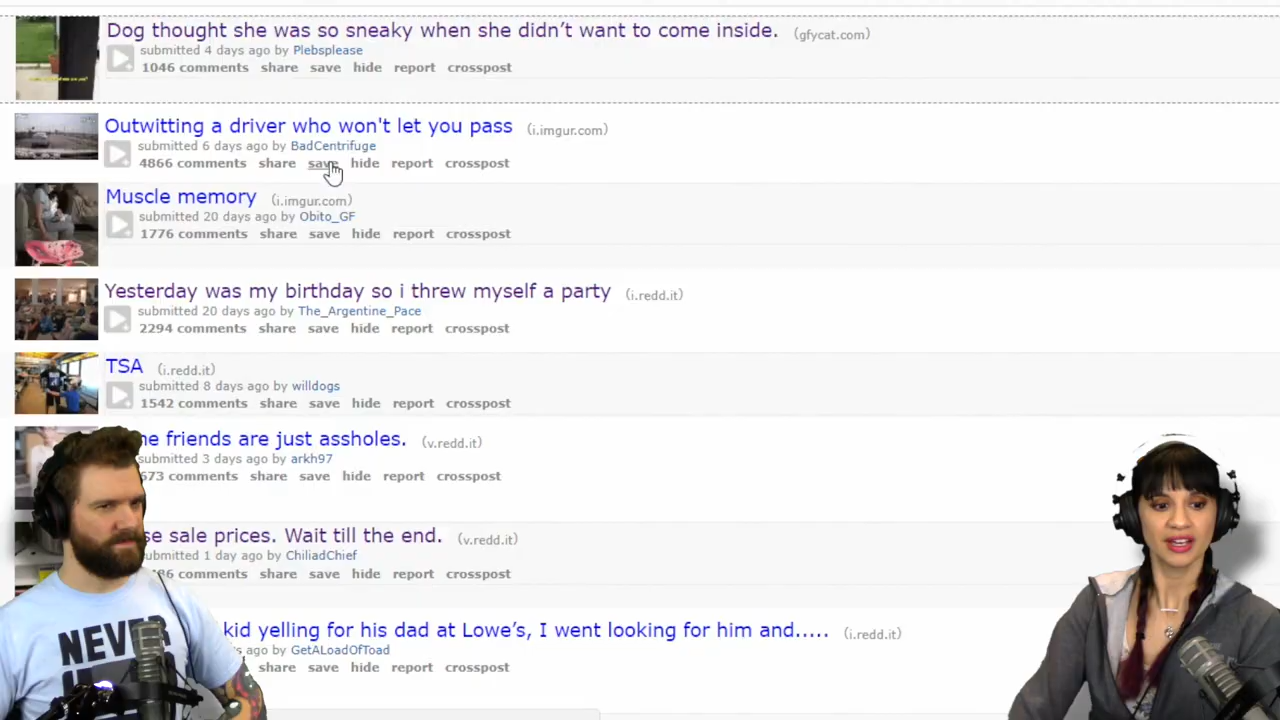 Dog thought she was so sneaky when she didn’t want to come inside. (gfycat.com)
submitted 4 days ago by Plebsplease
1046 comments share save hide report crosspost
Outwitting a driver who won't let you pass (i.imgur.com)
submitted 6 days ago by BadCentrifuge
4866 comments share save hide report crosspost
Muscle memory (i.imgur.com)
submitted 20 days ago by Obito_GF
1776 comments share save hide report crosspost
Yesterday was my birthday so i threw myself a party (i.redd.it)
submitted 20 days ago by The_Argentine_Pace
2294 comments share save hide report crosspost
TSA (i.redd.it)
submitted 8 days ago by willdogs
1542 comments share save hide report crosspost
friends are just assholes. (v.redd.it)
submitted 3 days ago by arkh97
673 comments share save hide report crosspost
sale prices. Wait till the end. (v.redd.it)
submitted 1 day ago by ChiliadChief
comments share save hide report crosspost
kid yelling for his dad at Lowe’s, I went looking for him and..... (i.redd.it)
ago by GetALoadOfToad
share save hide report crosspost
NEVER